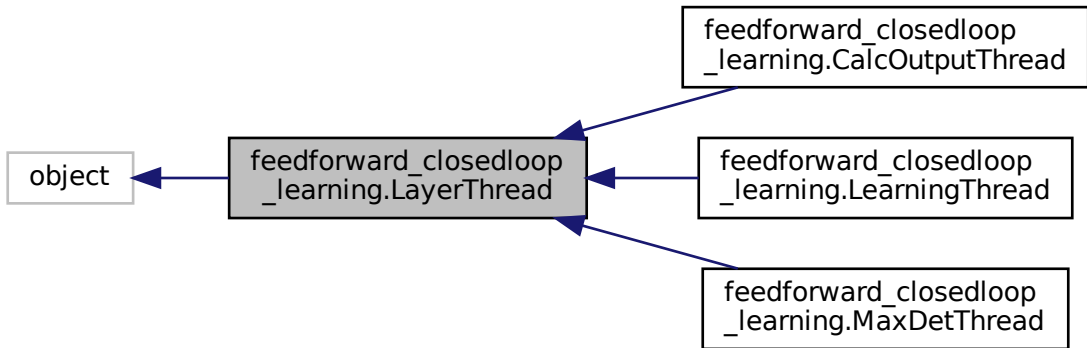 object
feedforward_closedloop
_learning.LayerThread
feedforward_closedloop
_learning.CalcOutputThread
feedforward_closedloop
_learning.LearningThread
feedforward_closedloop
_learning.MaxDetThread